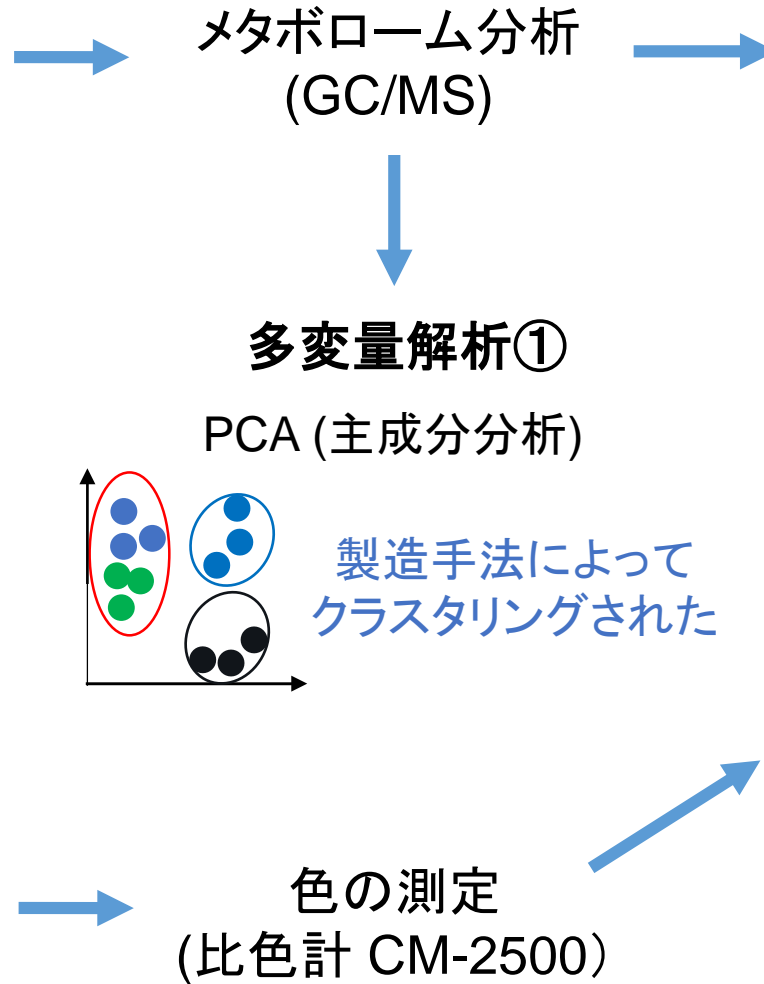 メタボローム分析
(GC/MS)
多変量解析①
PCA (主成分分析)
製造手法によって
クラスタリングされた
色の測定
(比色計 CM-2500）